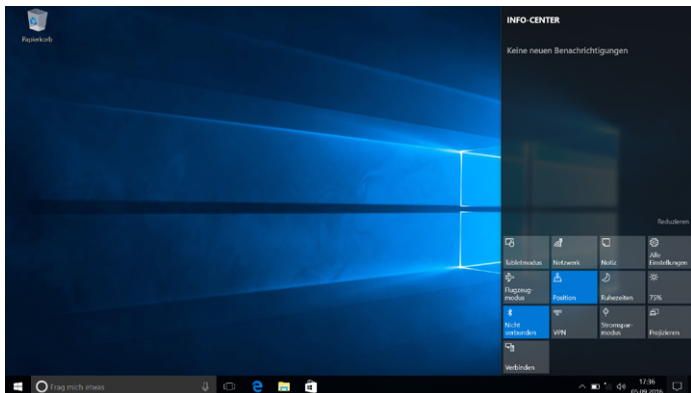 Papierkorb
INFO-CENTER
Keine neuen Benachrichtigungen
Reduzieren
Tabletmodus
Netzwerk
Notiz
Alle
Einstellungen
Flugzeug-
modus
Position
Ruhezeiten
75%
Nicht
verbunden
VPN
Stromspar-
modus
Projizieren
Verbinden
Frag mich etwas
17:36
05.09.2016